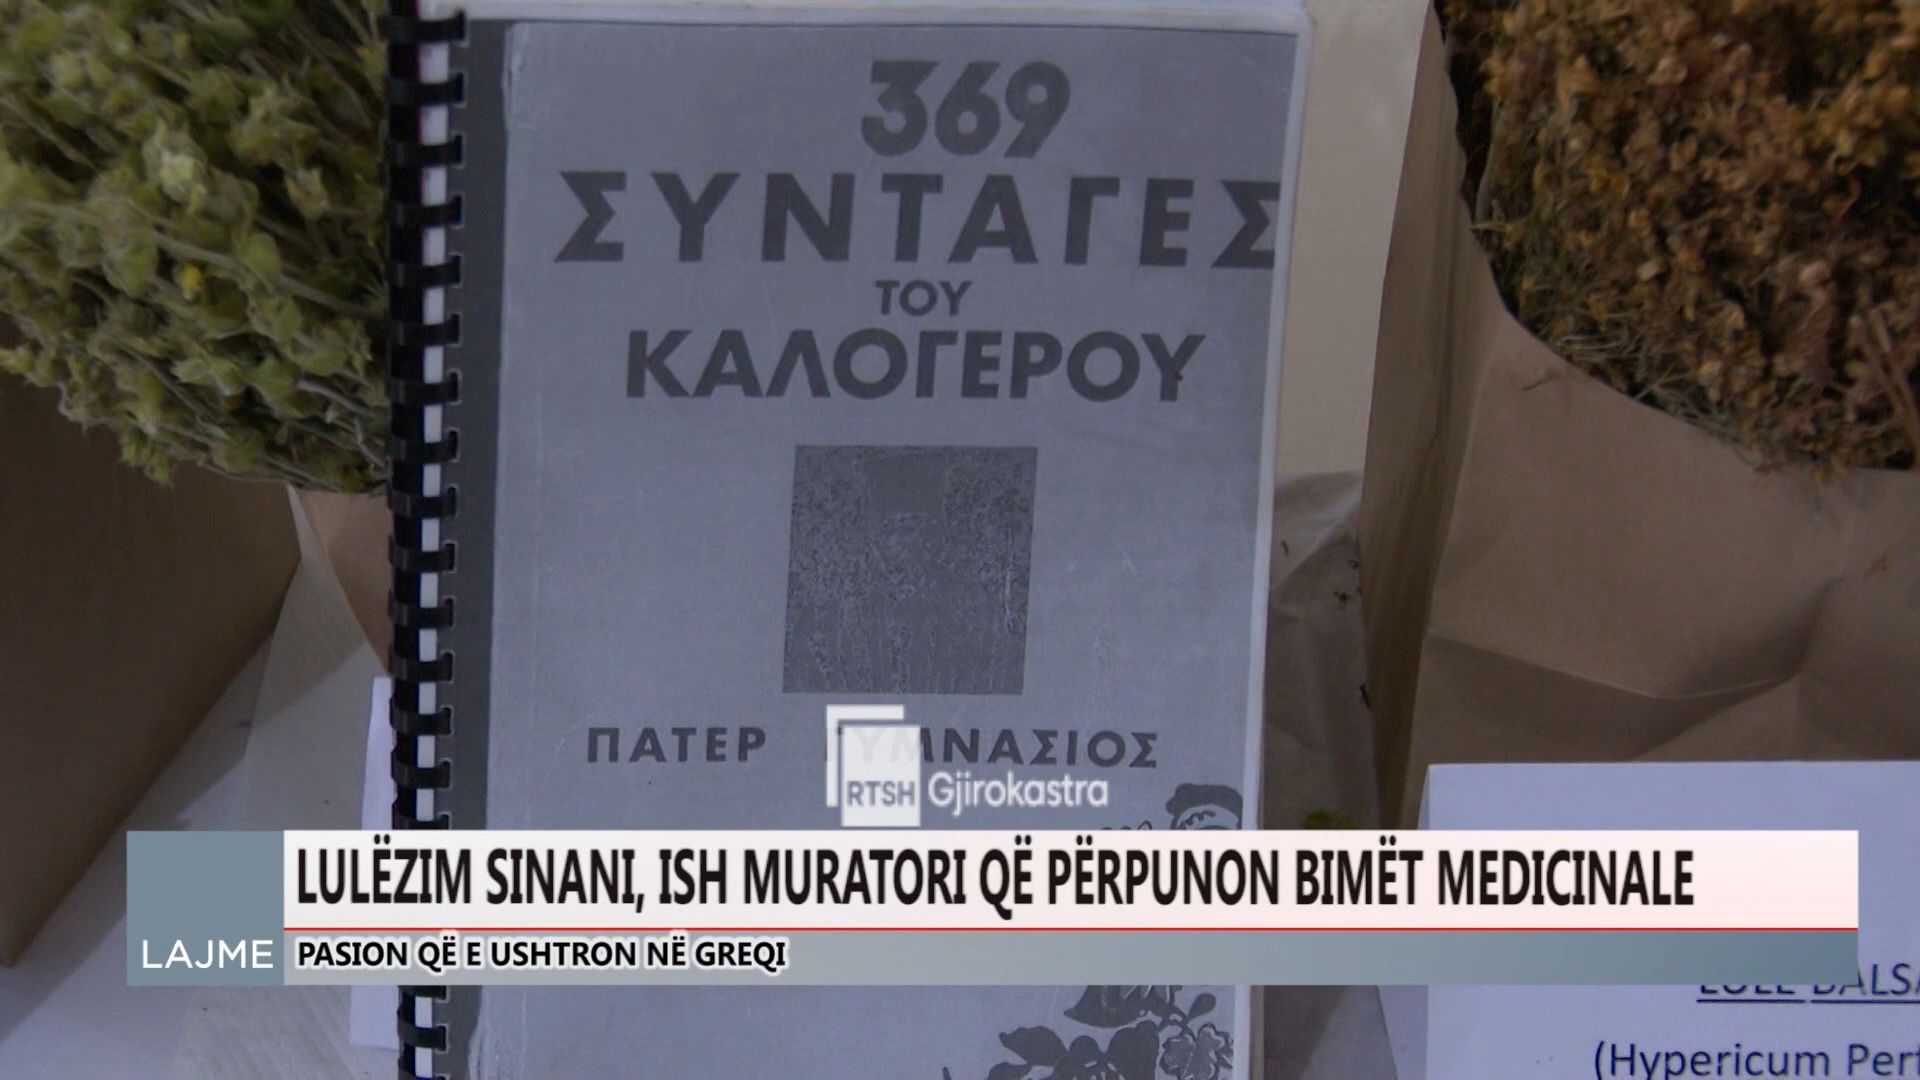 369
ΣΥΝΤΑΓΕΣ
ΤΟΥ
ΚΑΛΟΓΕΡΟΥ
ΠΑΤΕΡ ΓΥΜΝΑΣΙΟΣ
RTSH Gjirokastra
LULËZIM SINANI, ISH MURATORI QË PËRPUNON BIMËT MEDICINALE
LAJME
PASION QË E USHTRON NË GREQI
(Hypericum Perf